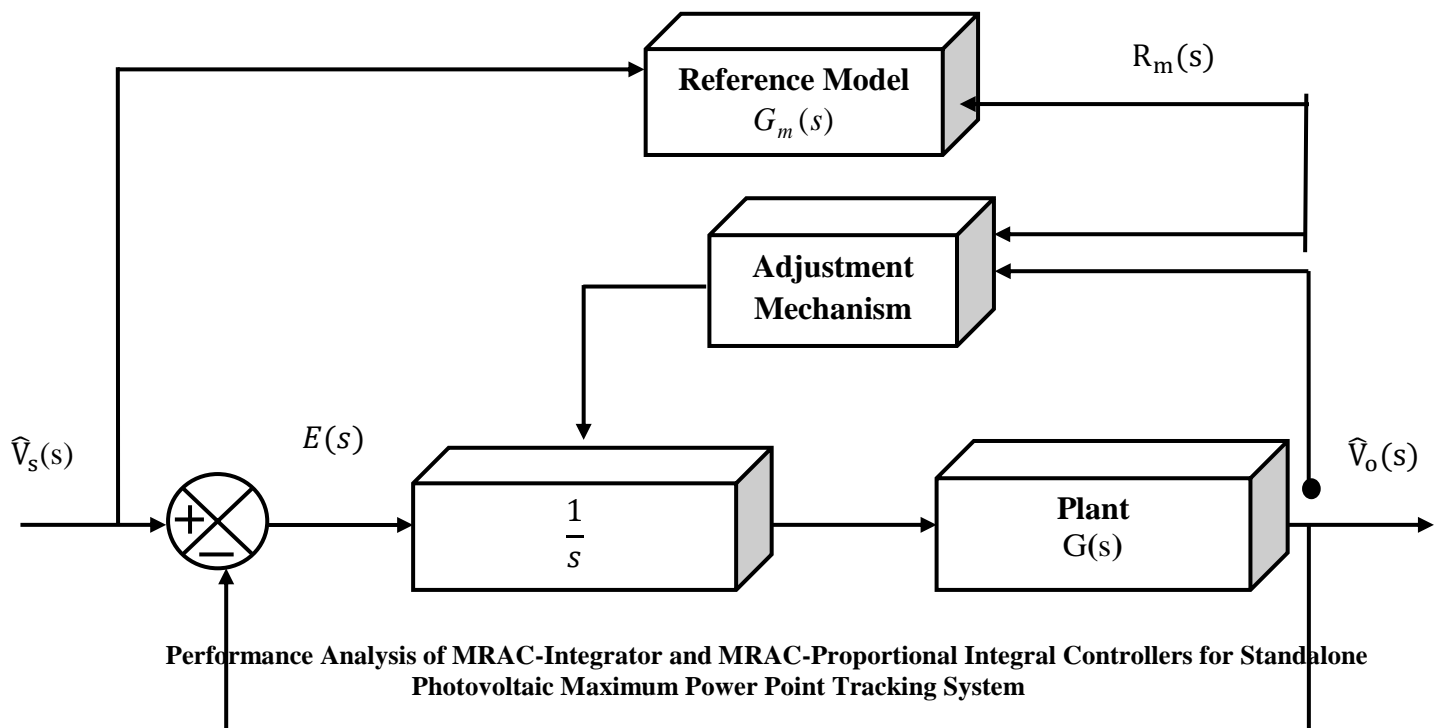 R_m(s)
Reference Model
G_m(s)
Adjustment
Mechanism
V̂_s(s)
E(s)
+
−
1
s
Plant
G(s)
V̂_o(s)
Performance Analysis of MRAC-Integrator and MRAC-Proportional Integral Controllers for Standalone
Photovoltaic Maximum Power Point Tracking System